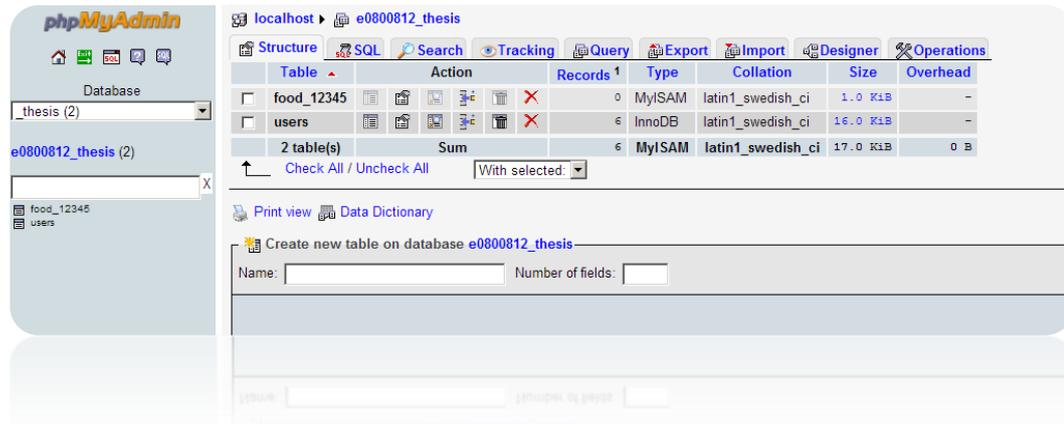 phpMyAdmin
SQL
Database
_thesis (2)
e0800812_thesis (2)
X
food_12345
users
localhost e0800812_thesis
Structure SQL Search Tracking Query Export Import Designer Operations
Table Action Records 1 Type Collation Size Overhead
food_12345 0 MyISAM latin1_swedish_ci 1.0 KiB -
users 6 InnoDB latin1_swedish_ci 16.0 KiB -
2 table(s) Sum 6 MyISAM latin1_swedish_ci 17.0 KiB 0 B
Check All / Uncheck All With selected:
Print view Data Dictionary
Create new table on database e0800812_thesis
Name: Number of fields: